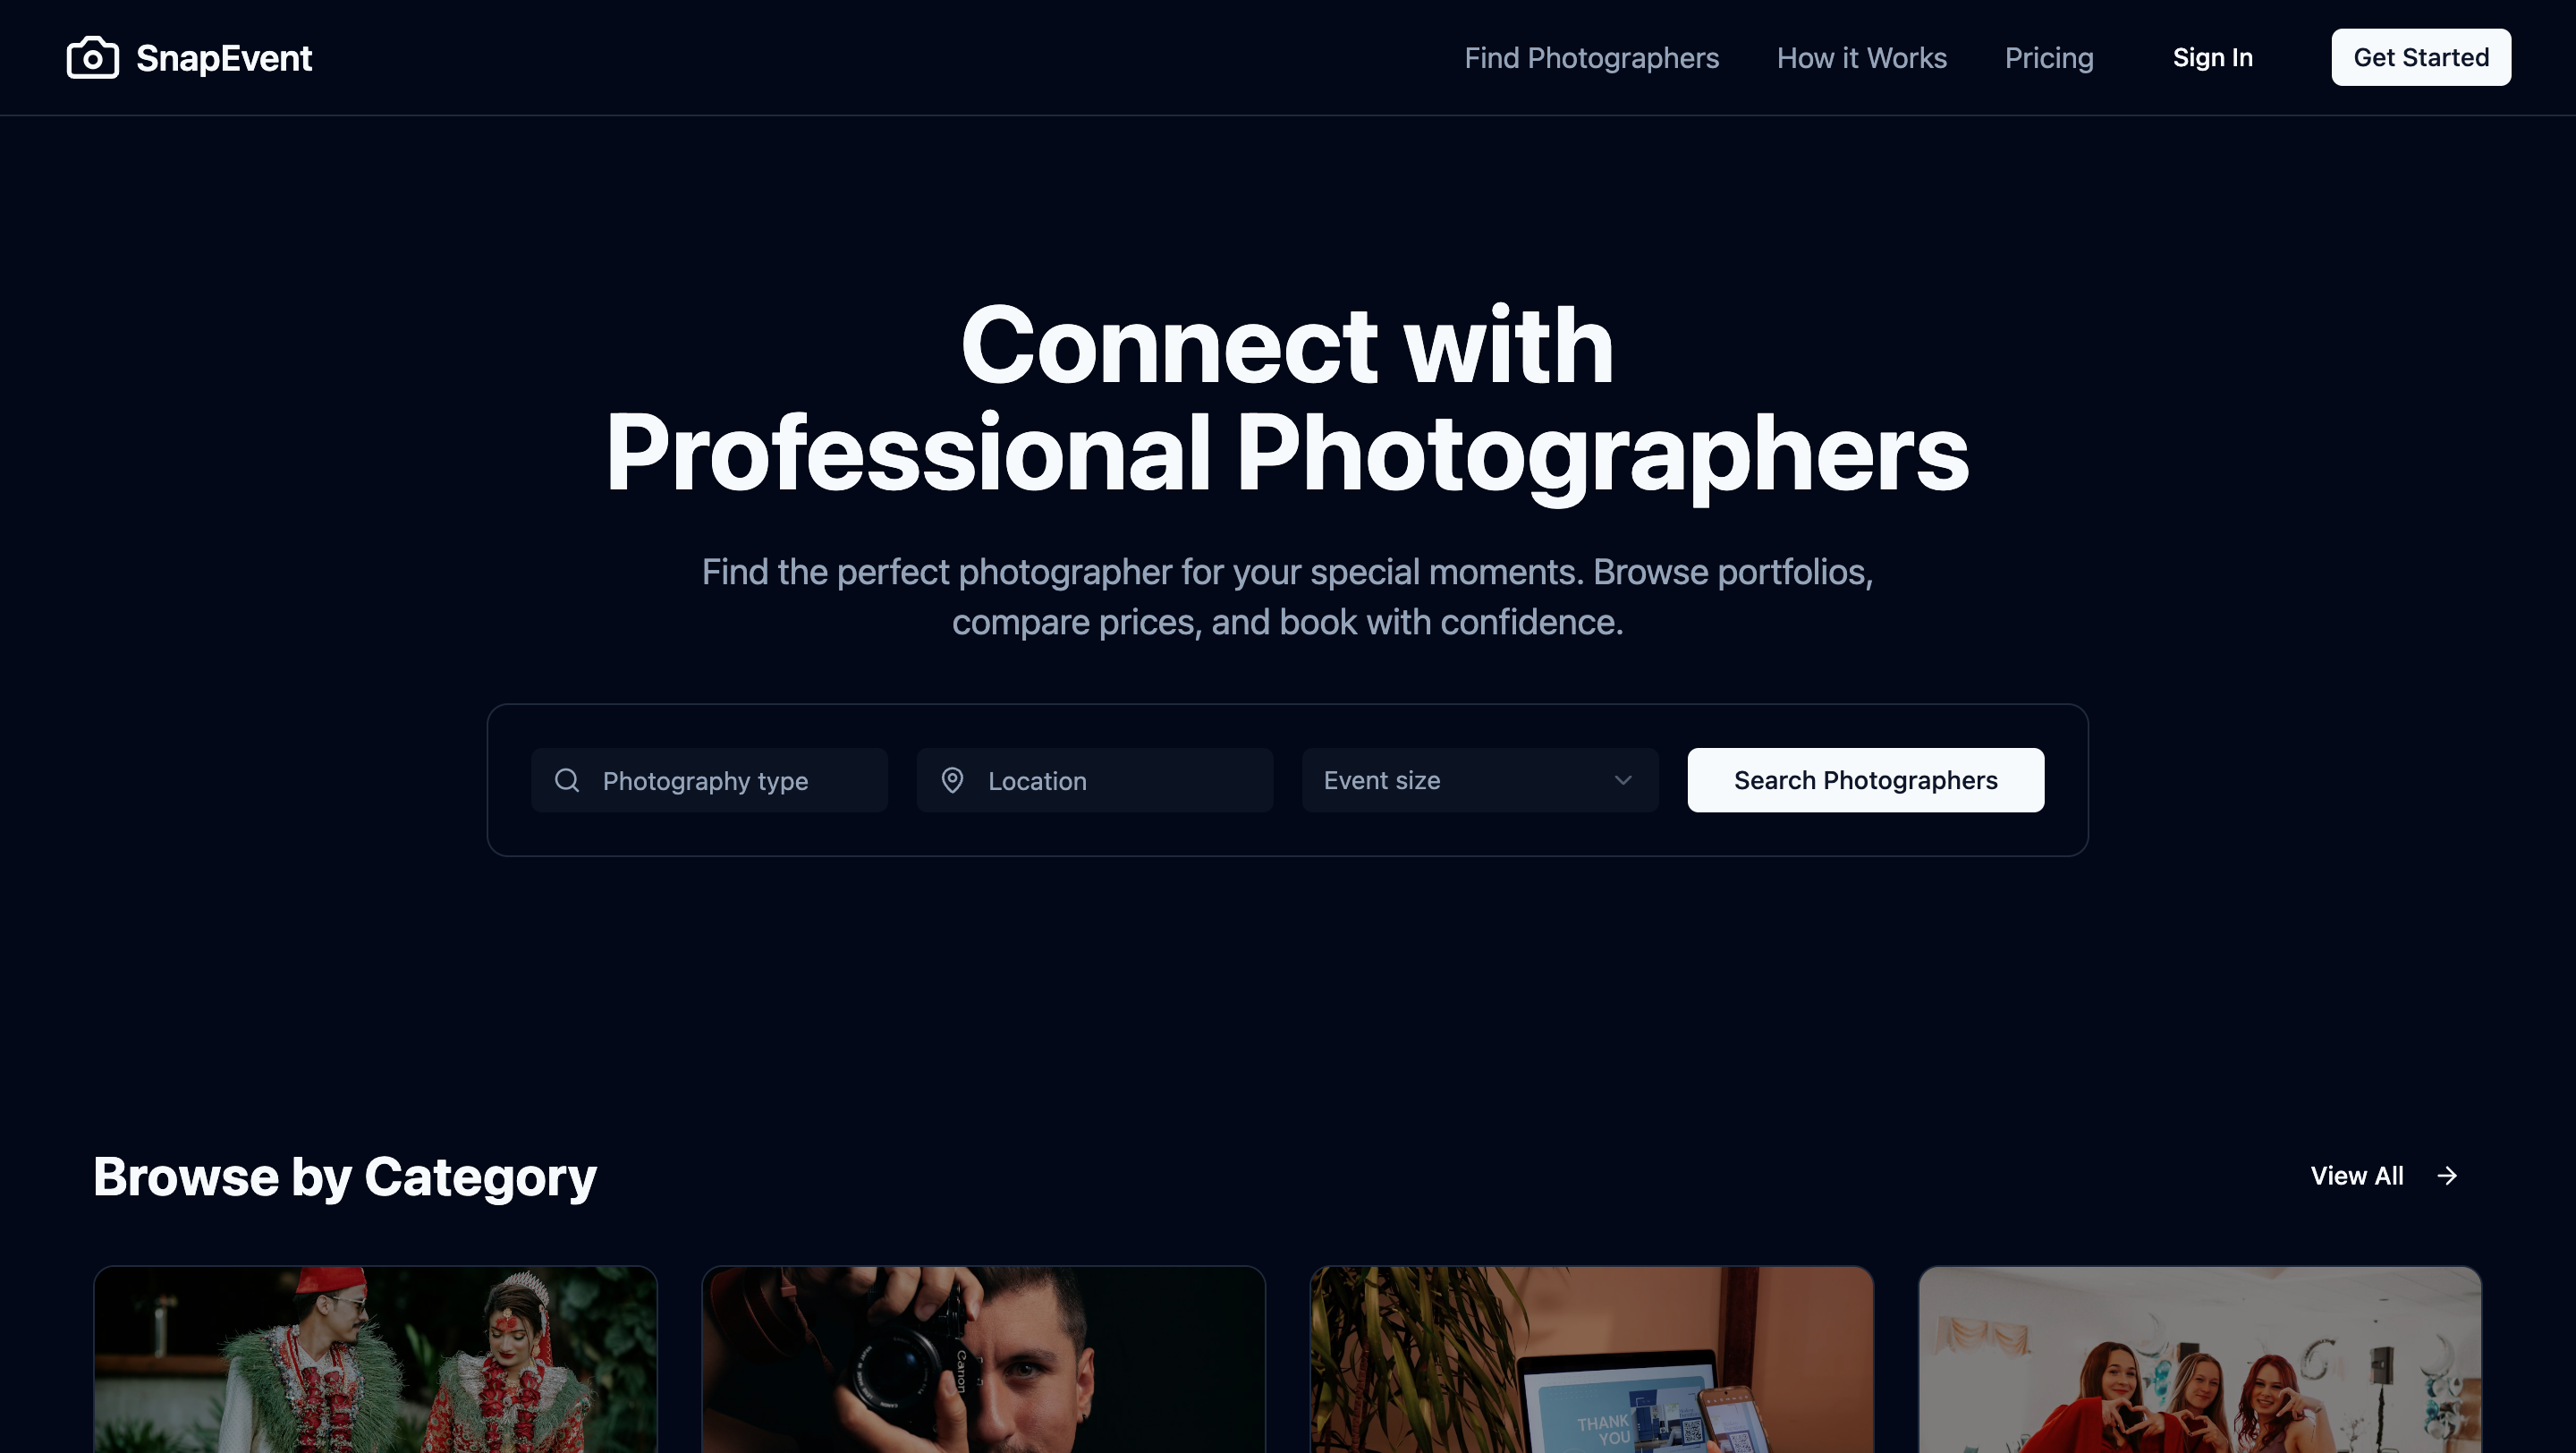 SnapEvent
Find Photographers
How it Works
Pricing
Sign In
Get Started
Connect with
Professional Photographers
Find the perfect photographer for your special moments. Browse portfolios,
compare prices, and book with confidence.
Photography type
Location
Event size
Search Photographers
Browse by Category
View All
Canon
THANK
YOU